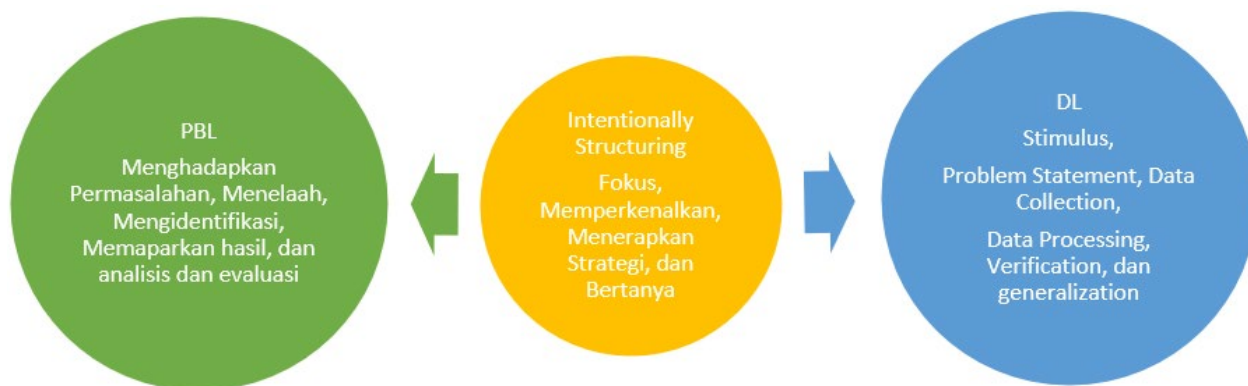 PBL
Menghadapkan
Permasalahan, Menelaah,
Mengidentifikasi,
Memaparkan hasil, dan
analisis dan evaluasi
Intentionally
Structuring
Fokus,
Memperkenalkan,
Menerapkan
Strategi, dan
Bertanya
DL
Stimulus,
Problem Statement, Data
Collection,
Data Processing,
Verification, dan
generalization